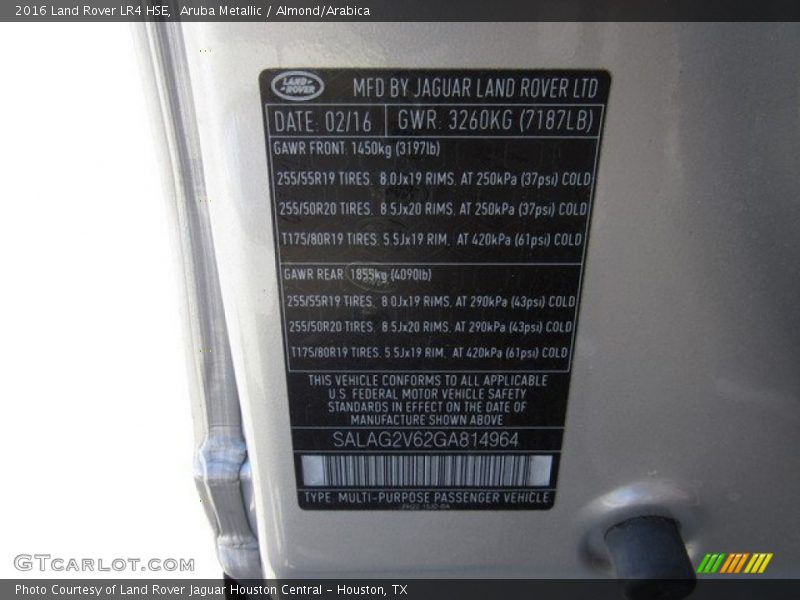 2016 Land Rover LR4 HSE, Aruba Metallic / Almond/Arabica
LAND-
-ROVER
MFD BY JAGUAR LAND ROVER LTD
DATE: 02/16 GWR: 3260KG (7187LB)
GAWR FRONT: 1450kg (3197lb)
255/55R19 TIRES. 8.0Jx19 RIMS. AT 250kPa (37psi) COLD
255/50R20 TIRES. 8.5Jx20 RIMS. AT 250kPa (37psi) COLD
T175/80R19 TIRES. 5.5Jx19 RIM. AT 420kPa (61psi) COLD
GAWR REAR: 1855kg (4090lb)
255/55R19 TIRES. 8.0Jx19 RIMS. AT 290kPa (43psi) COLD
255/50R20 TIRES. 8.5Jx20 RIMS. AT 290kPa (43psi) COLD
T175/80R19 TIRES. 5.5Jx19 RIM. AT 420kPa (61psi) COLD
THIS VEHICLE CONFORMS TO ALL APPLICABLE
U.S. FEDERAL MOTOR VEHICLE SAFETY
STANDARDS IN EFFECT ON THE DATE OF
MANUFACTURE SHOWN ABOVE
SALAG2V62GA814964
TYPE: MULTI-PURPOSE PASSENGER VEHICLE
GTCarLot.com
Photo Courtesy of Land Rover Jaguar Houston Central - Houston, TX